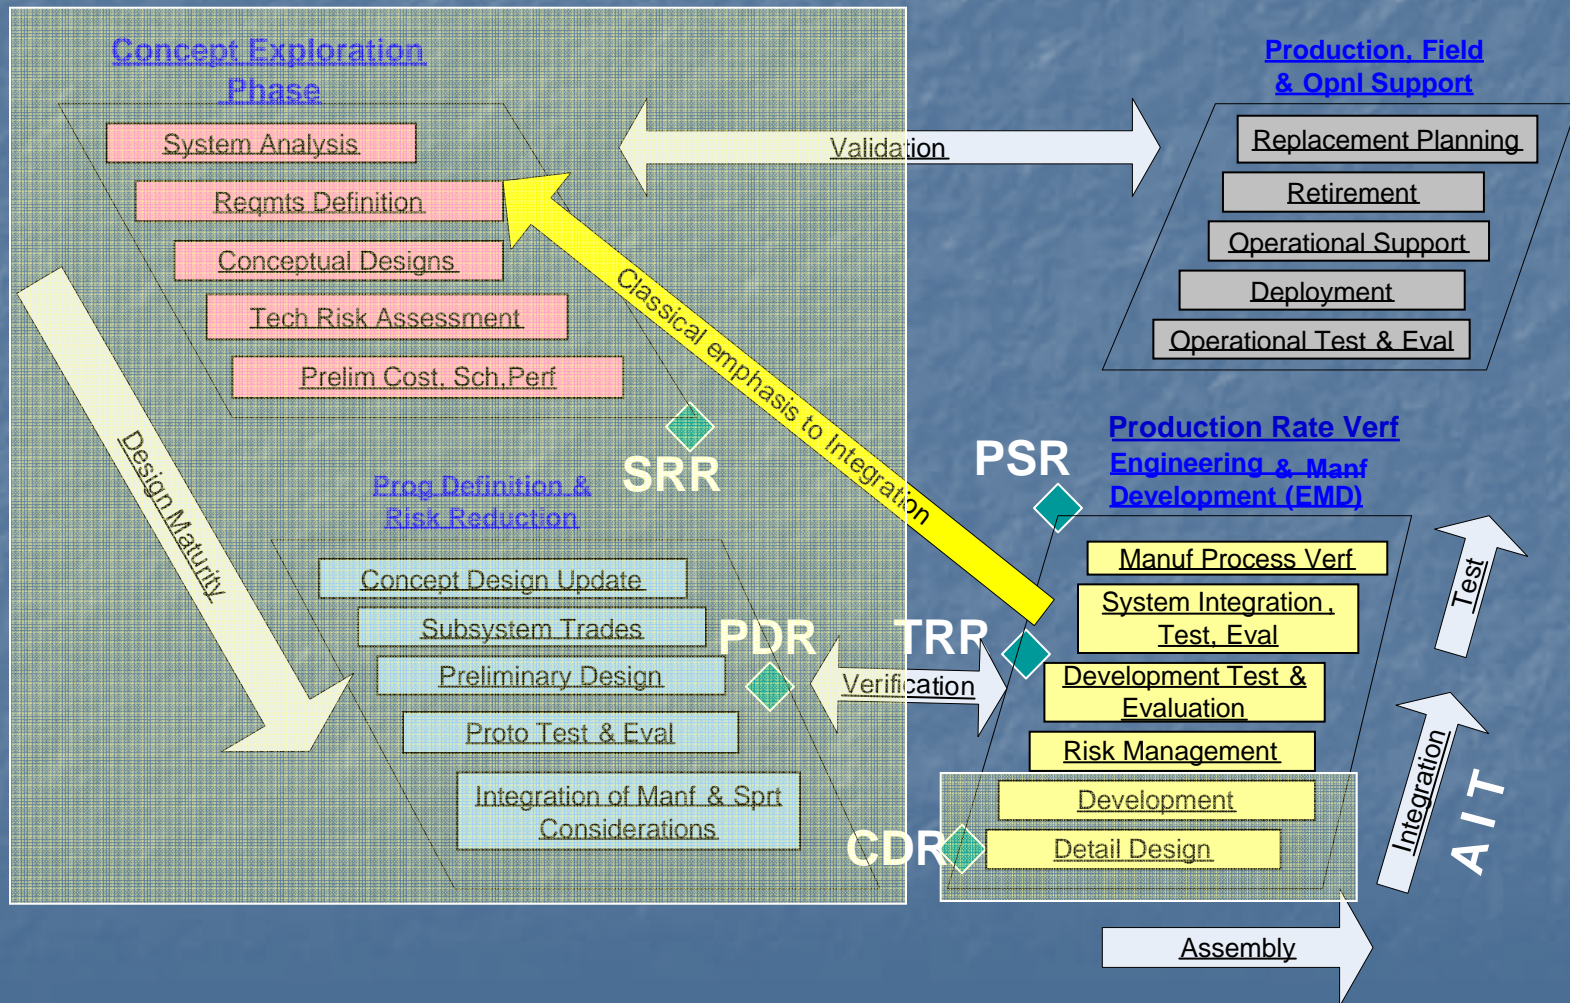 Concept Exploration
Phase
System Analysis
Reqmts Definition
Conceptual Designs
Tech Risk Assessment
Prelim Cost, Sch,Perf
SRR
Design Maturity
Prog Definition &
Risk Reduction
Concept Design Update
Subsystem Trades
Preliminary Design
Proto Test & Eval
Integration of Manf & Sprt
Considerations
PDR
Validation
Classical emphasis to Integration
Verification
Production, Field
& Opnl Support
Replacement Planning
Retirement
Operational Support
Deployment
Operational Test & Eval
PSR
Production Rate Verf
Engineering & Manf
Development (EMD)
TRR
Manuf Process Verf
System Integration ,
Test, Eval
Development Test &
Evaluation
Risk Management
Development
Detail Design
CDR
Test
Integration
A I T
Assembly